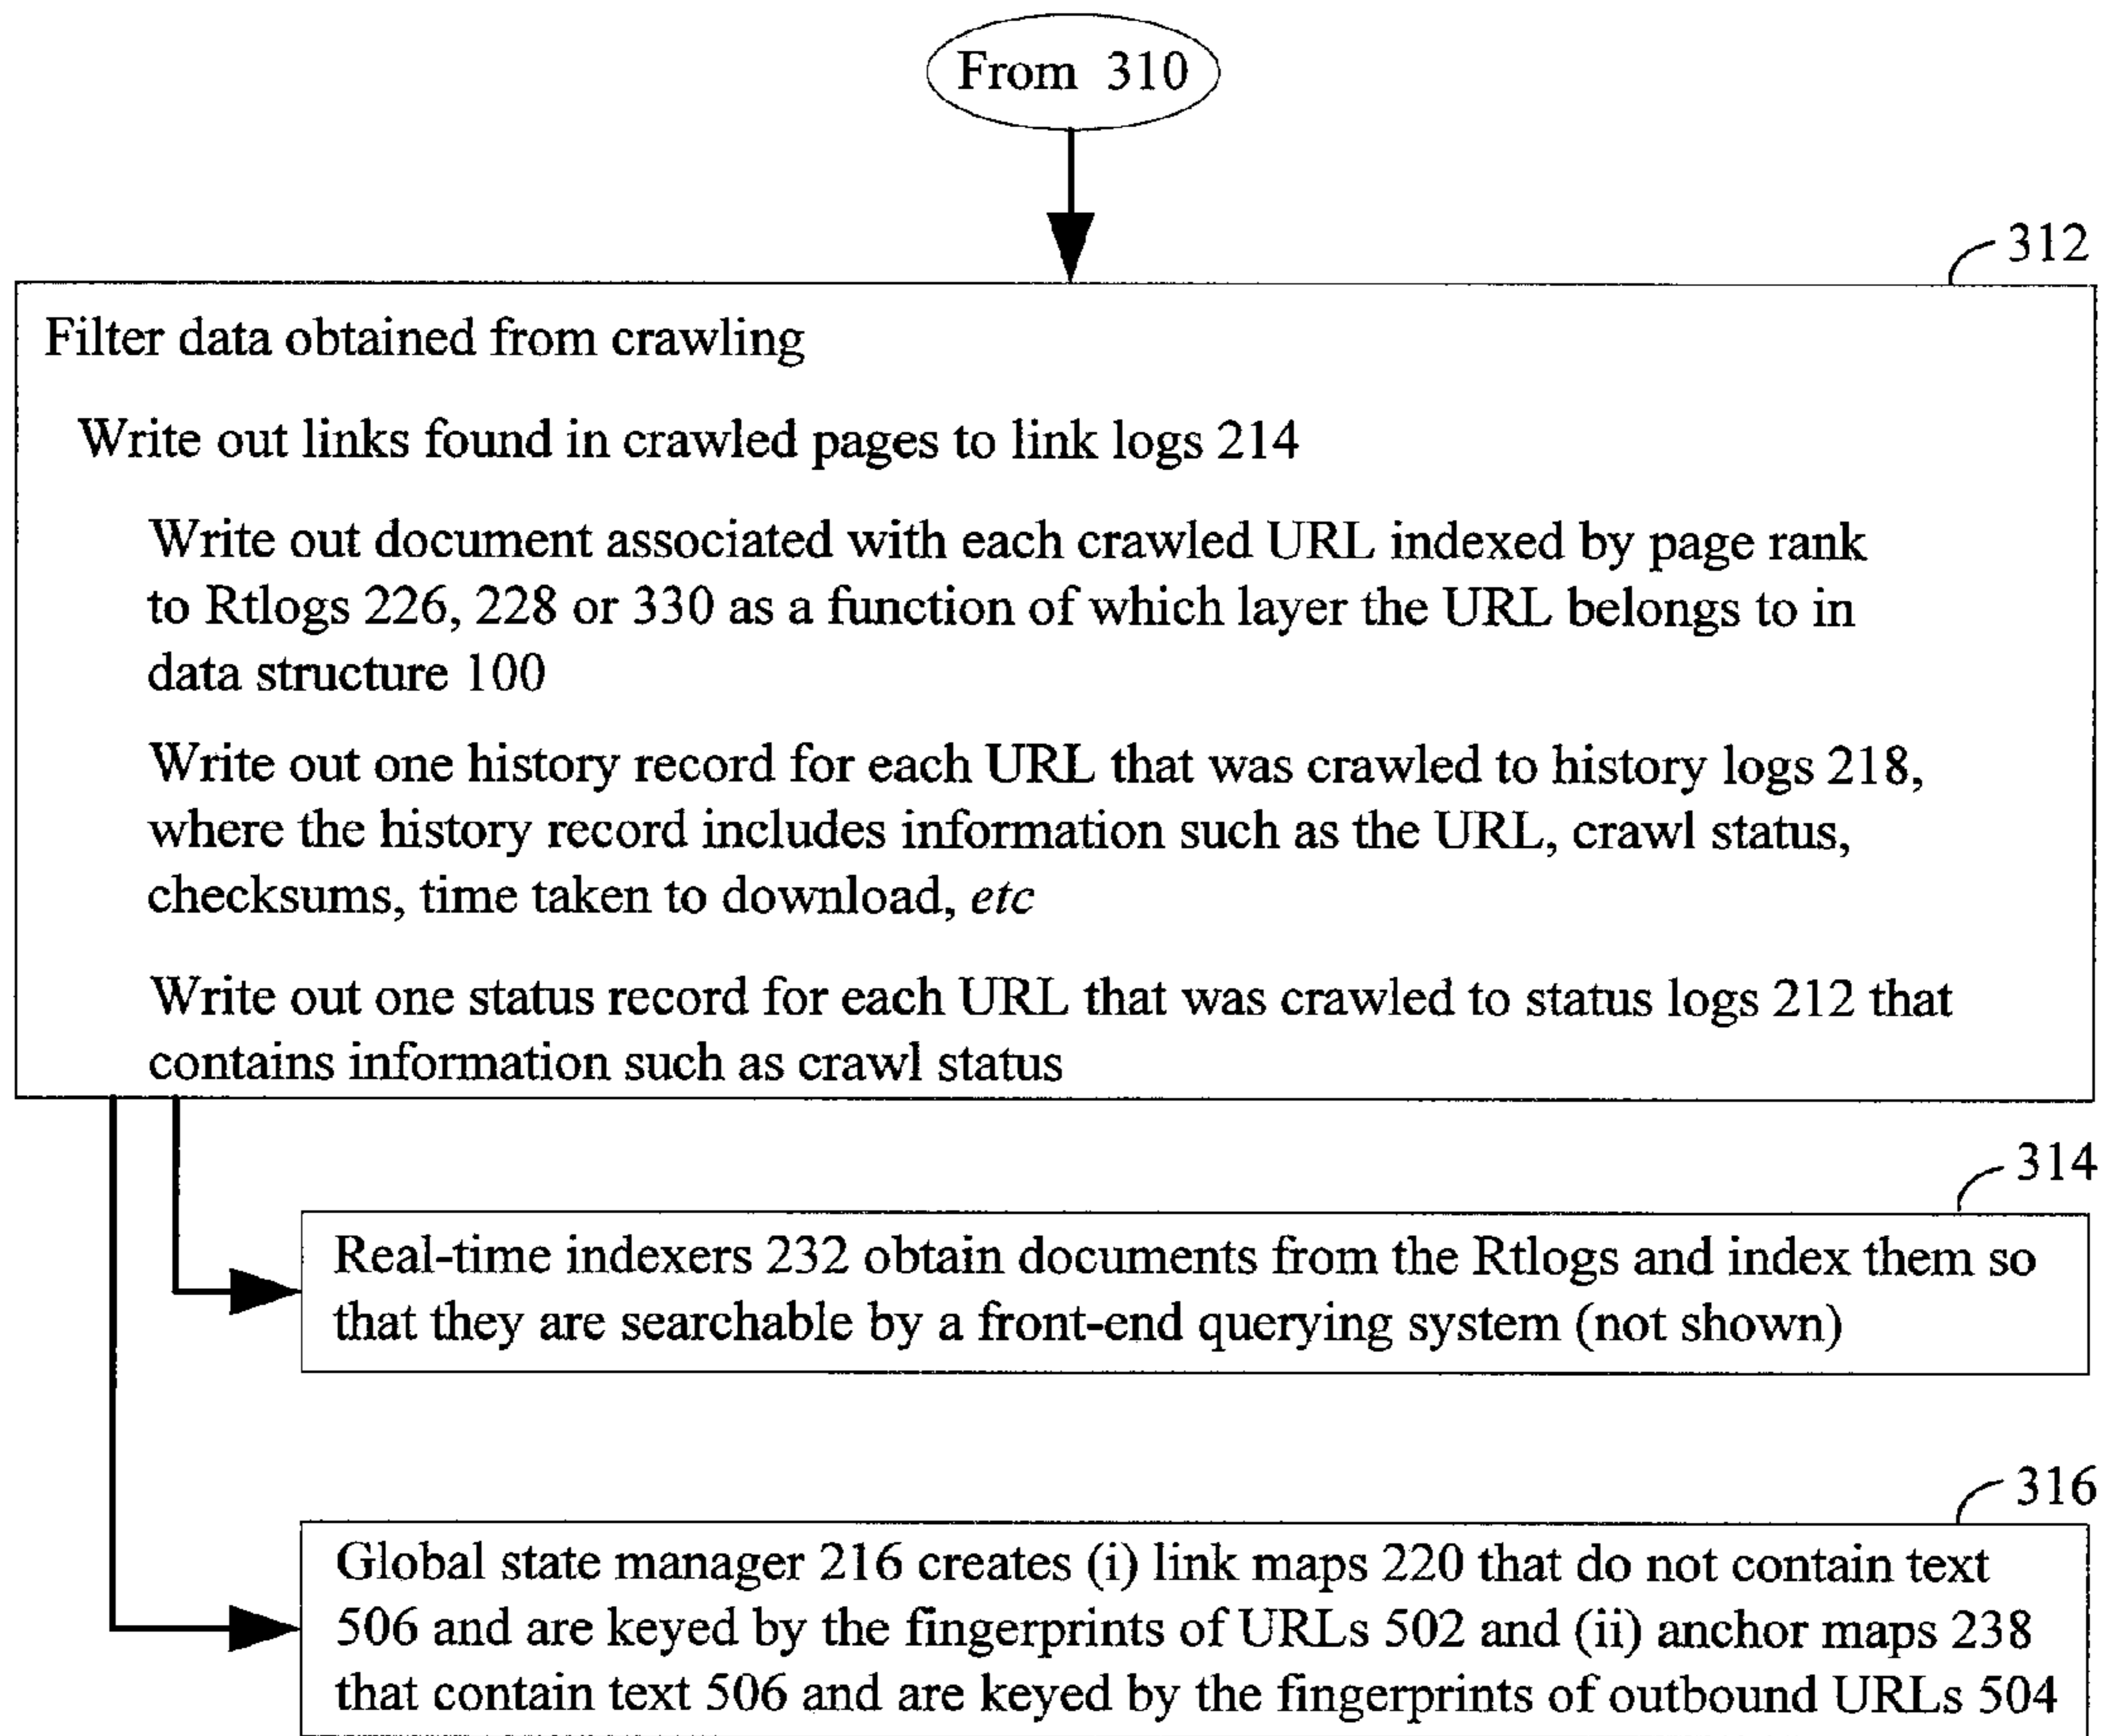 From 310
312
Filter data obtained from crawling
Write out links found in crawled pages to link logs 214
Write out document associated with each crawled URL indexed by page rank
to Rtlogs 226, 228 or 330 as a function of which layer the URL belongs to in
data structure 100
Write out one history record for each URL that was crawled to history logs 218,
where the history record includes information such as the URL, crawl status,
checksums, time taken to download, etc
Write out one status record for each URL that was crawled to status logs 212 that
contains information such as crawl status
314
Real-time indexers 232 obtain documents from the Rtlogs and index them so
that they are searchable by a front-end querying system (not shown)
316
Global state manager 216 creates (i) link maps 220 that do not contain text
506 and are keyed by the fingerprints of URLs 502 and (ii) anchor maps 238
that contain text 506 and are keyed by the fingerprints of outbound URLs 504